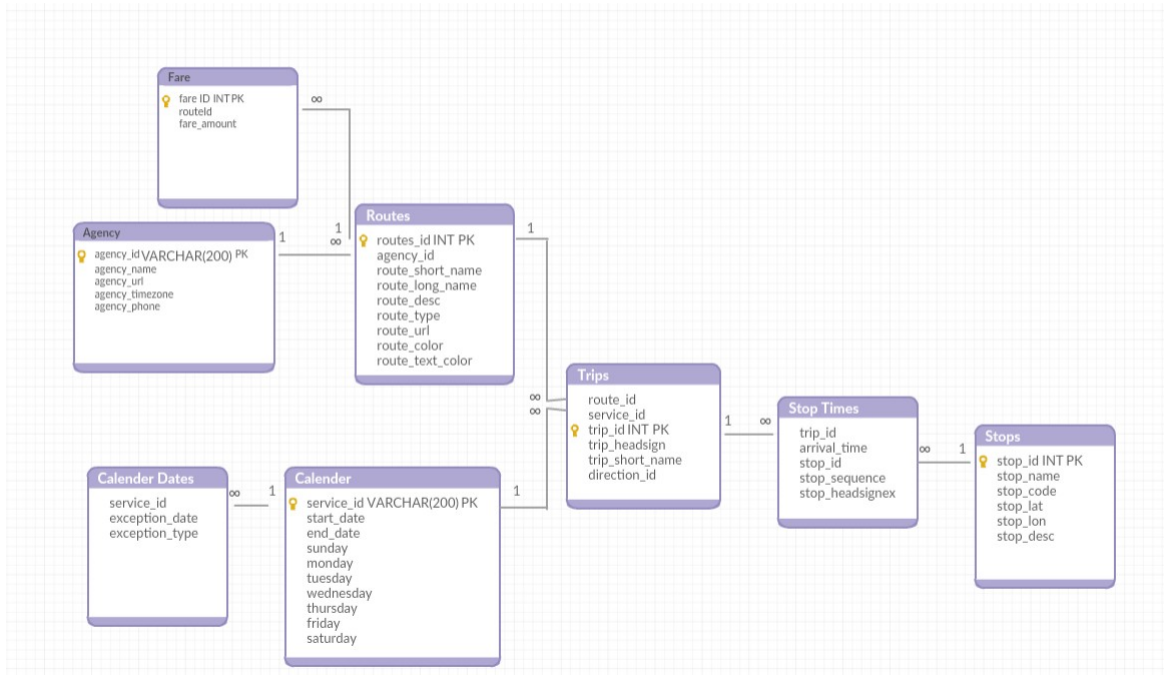 Fare
fare ID INT PK
routeId
fare_amount
∞
Agency
agency_id VARCHAR(200) PK
agency_name
agency_url
agency_timezone
agency_phone
1
1
∞
Routes
routes_id INT PK
agency_id
route_short_name
route_long_name
route_desc
route_type
route_url
route_color
route_text_color
1
∞
∞
Trips
route_id
service_id
trip_id INT PK
trip_headsign
trip_short_name
direction_id
1
∞
Stop Times
trip_id
arrival_time
stop_id
stop_sequence
stop_headsignex
∞
1
Stops
stop_id INT PK
stop_name
stop_code
stop_lat
stop_lon
stop_desc
Calender Dates
service_id
exception_date
exception_type
∞
1
Calender
service_id VARCHAR(200) PK
start_date
end_date
sunday
monday
tuesday
wednesday
thursday
friday
saturday
1